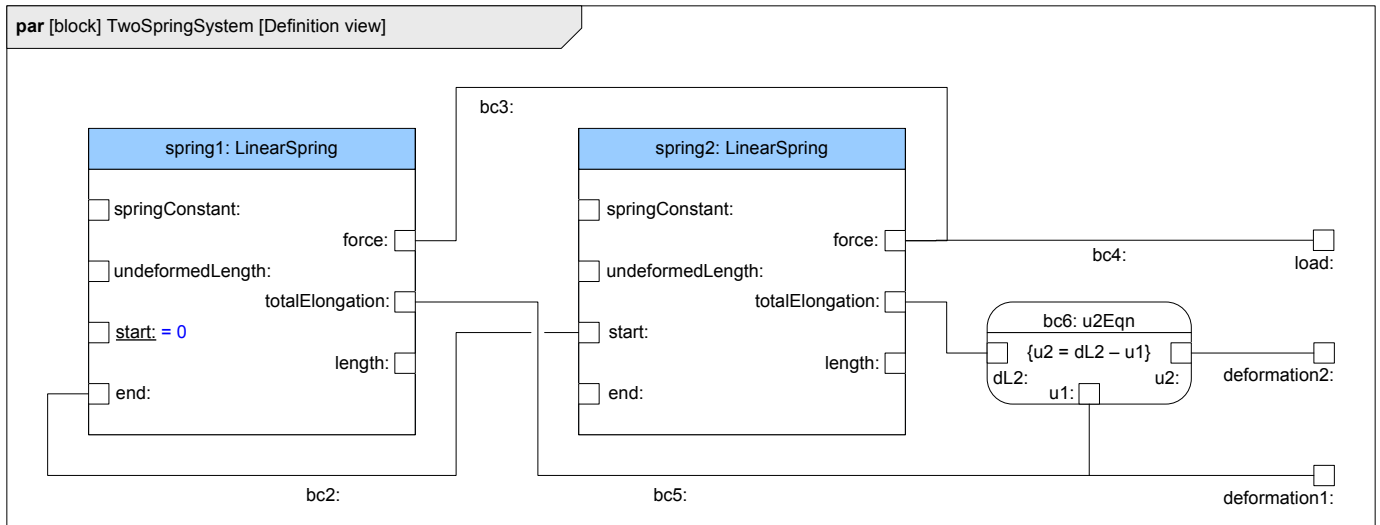 par [block] TwoSpringSystem [Definition view]
bc3:
spring1: LinearSpring
springConstant:
force:
undeformedLength:
totalElongation:
start: = 0
length:
end:
spring2: LinearSpring
springConstant:
force:
undeformedLength:
totalElongation:
start:
length:
end:
bc4:
load:
bc6: u2Eqn
{u2 = dL2 – u1}
dL2:
u2:
u1:
deformation2:
bc2:
bc5:
deformation1: